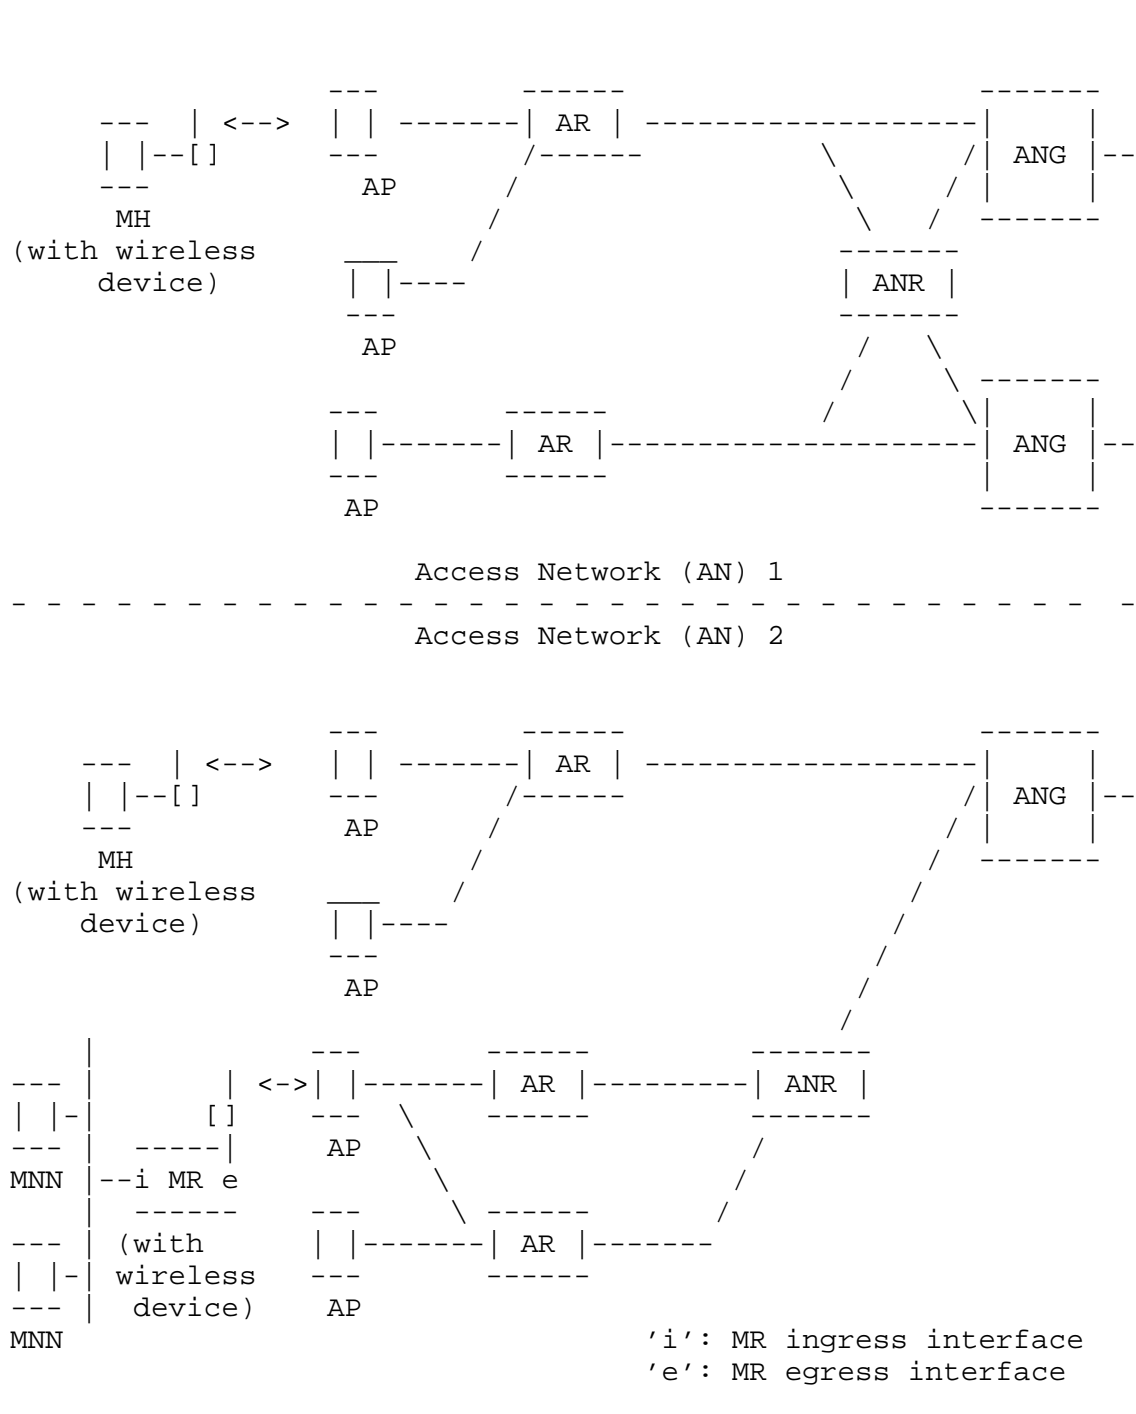 AR
ANG
AP
MH
(with wireless
device)
ANR
AP
AR
ANG
AP
Access Network (AN) 1
Access Network (AN) 2
AR
ANG
AP
MH
(with wireless
device)
AP
AR
ANR
AP
MNN
i MR e
(with
wireless
device)
AR
AP
MNN
'i': MR ingress interface
'e': MR egress interface